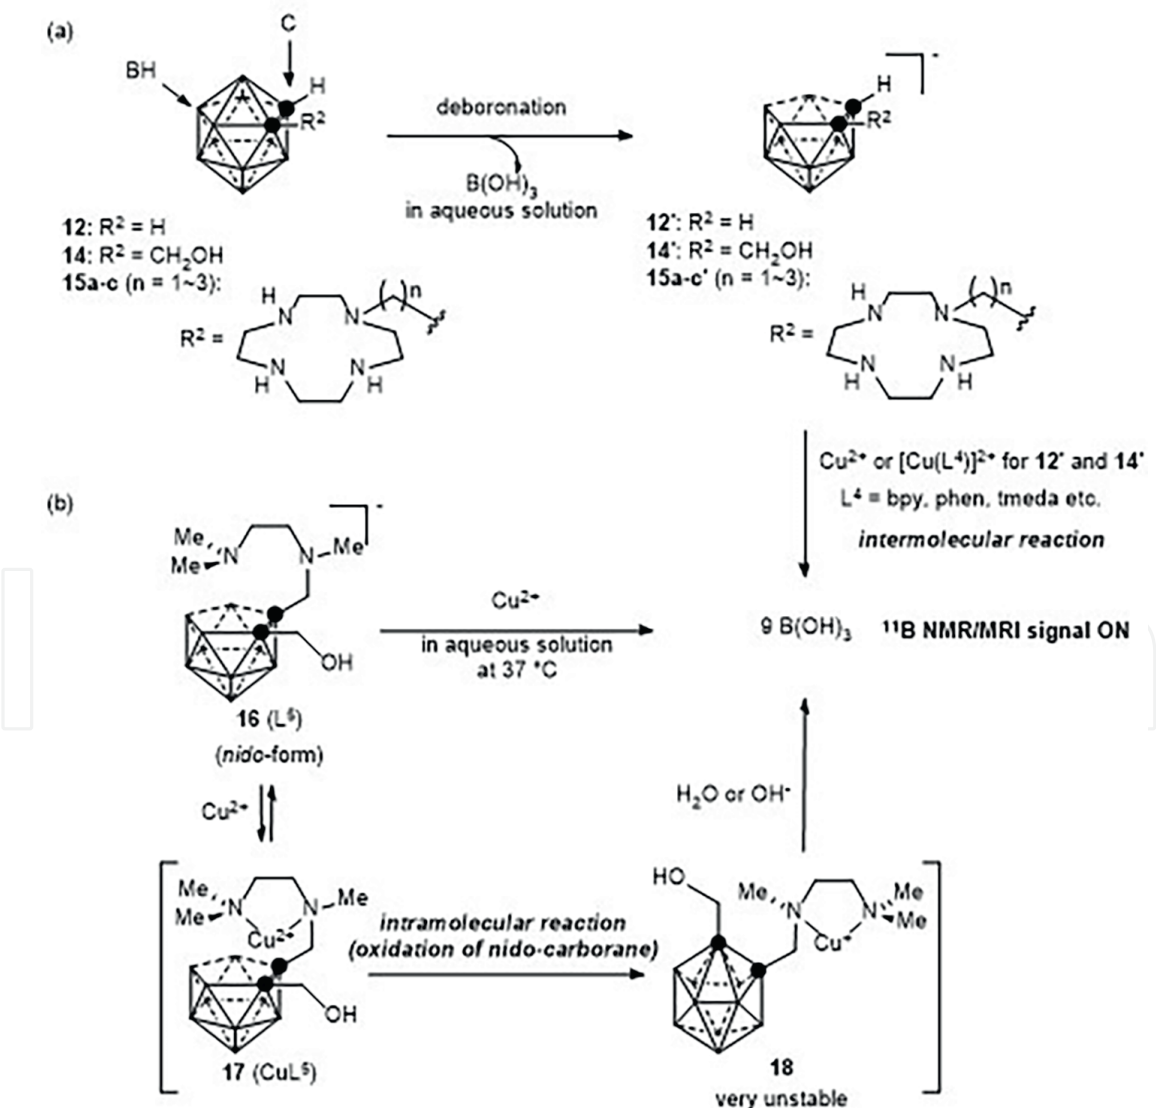 (a)
C
BH
H
R²
deboronation
B(OH)₃
in aqueous solution
H
R²
-
12: R² = H
14: R² = CH₂OH
15a-c (n = 1~3):
R² =
H
N
N
( )n
N
H
N
H
12': R² = H
14': R² = CH₂OH
15a-c' (n = 1~3):
R² =
H
N
N
( )n
N
H
N
H
Cu²⁺ or [Cu(L⁴)]²⁺ for 12' and 14'
L⁴ = bpy, phen, tmeda etc.
intermolecular reaction
(b)
-
Me
Me
N
N
Me
OH
16 (L⁵)
(nido-form)
Cu²⁺
in aqueous solution
at 37 °C
9 B(OH)₃ ¹¹B NMR/MRI signal ON
Cu²⁺
H₂O or OH⁻
Me
Me
N
N
Me
Cu²⁺
OH
17 (CuL⁵)
intramolecular reaction
(oxidation of nido-carborane)
HO
Me
N
N
Me
Me
Cu⁺
18
very unstable